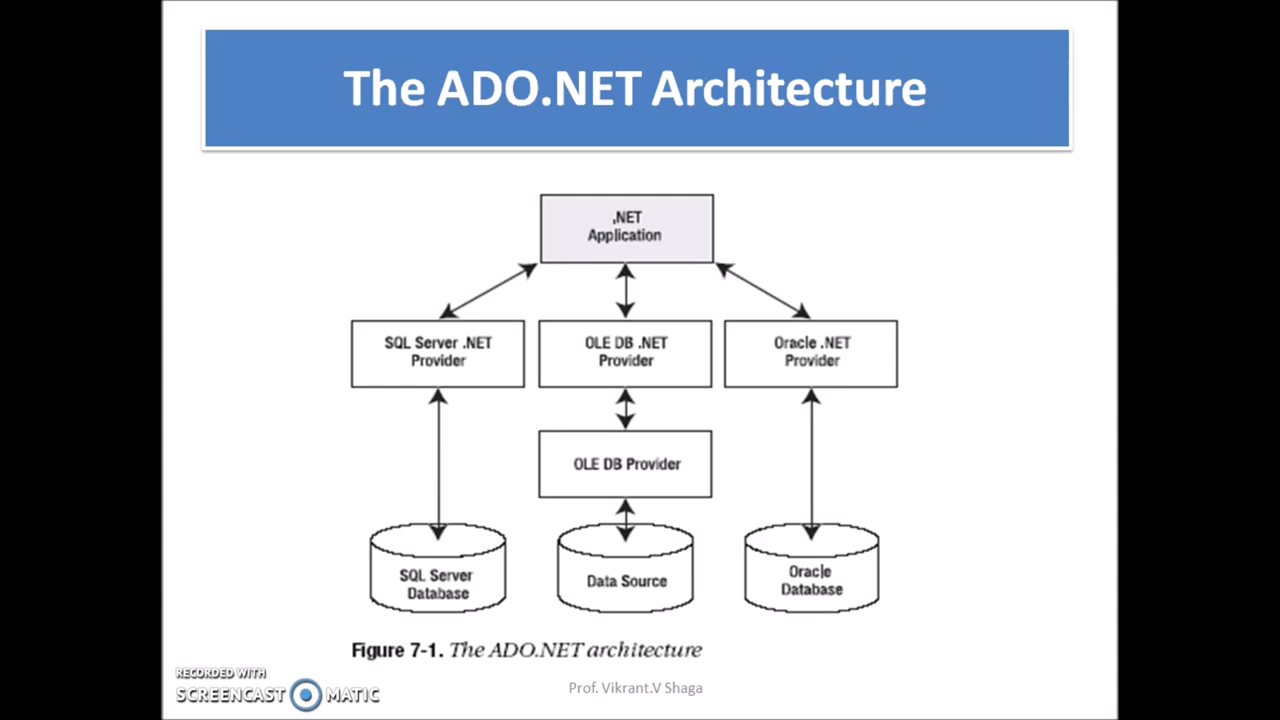 The ADO.NET Architecture
.NET
Application
SQL Server .NET
Provider
OLE DB .NET
Provider
Oracle .NET
Provider
OLE DB Provider
SQL Server
Database
Data Source
Oracle
Database
Figure 7-1. The ADO.NET architecture
RECORDED WITH
SCREENCAST MATIC
Prof. Vikrant.V Shaga